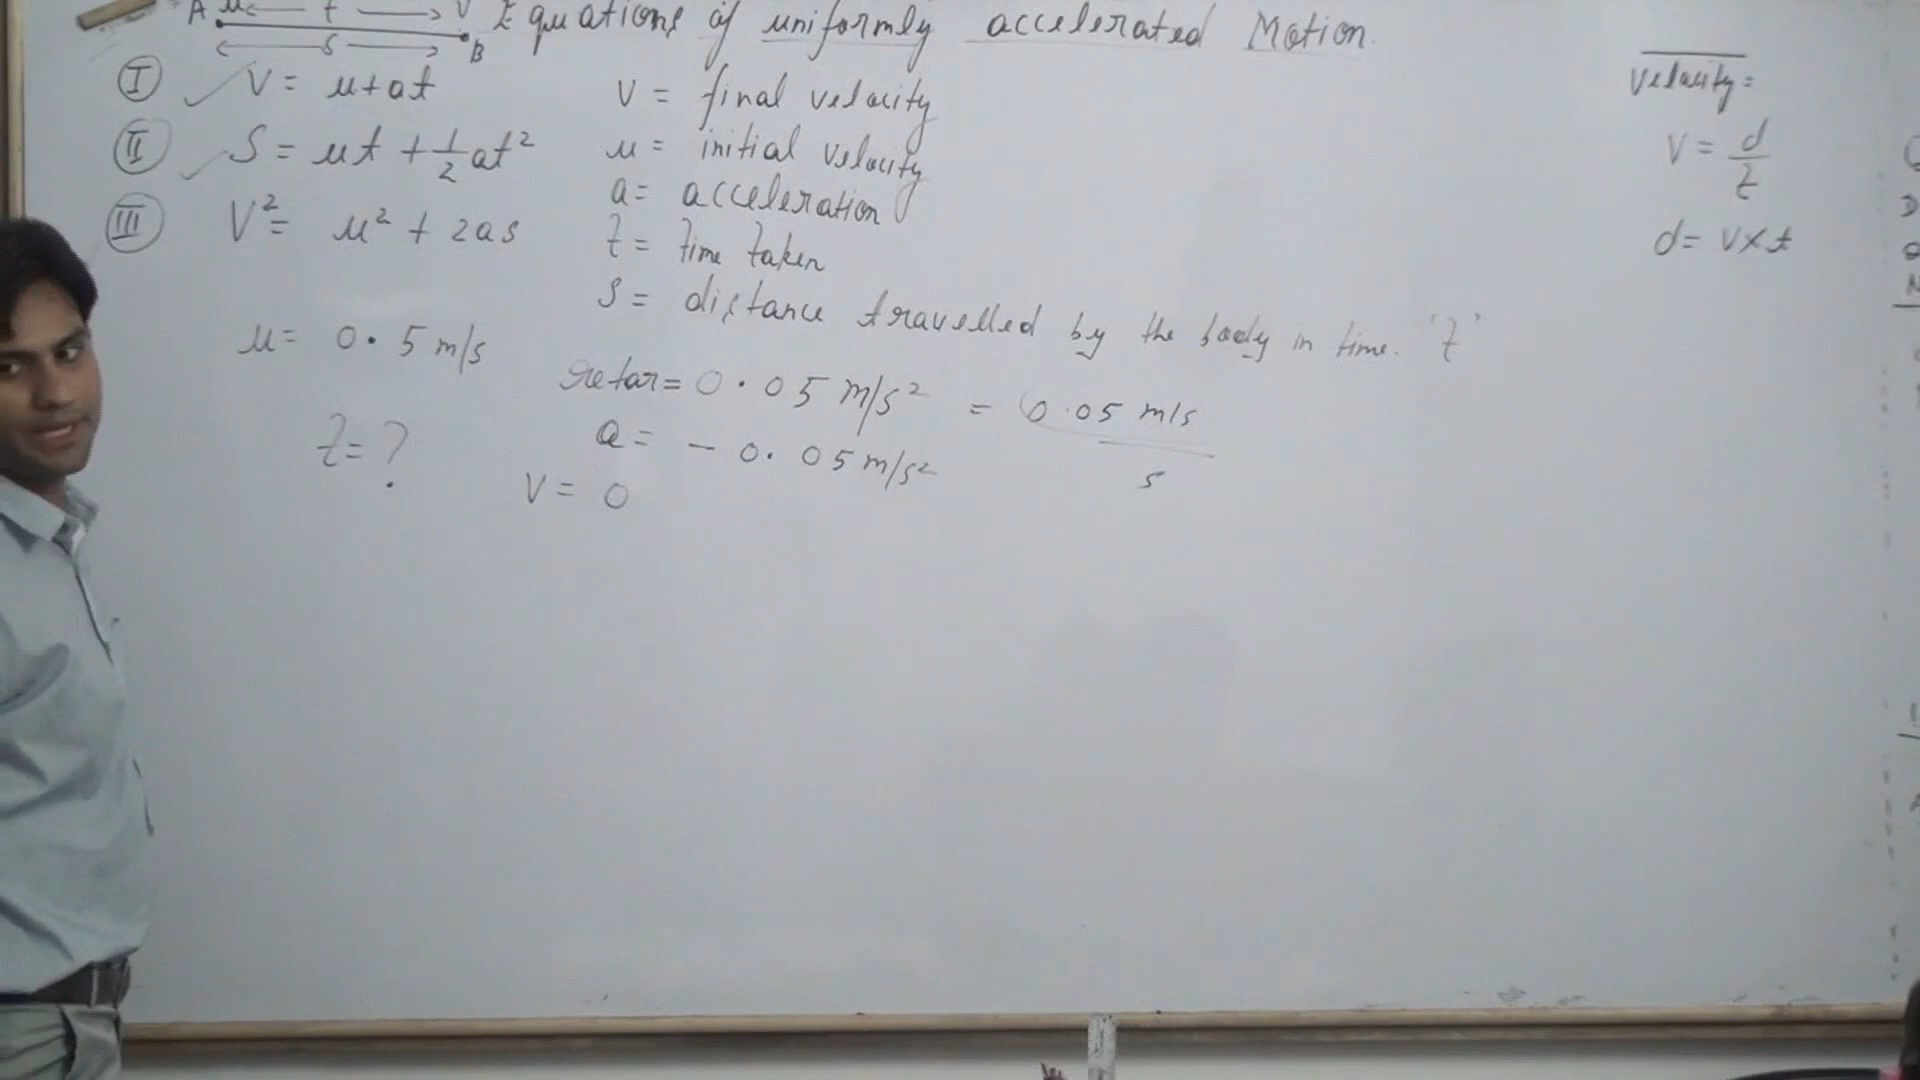 A u t v Equations of uniformly accelerated Motion.
S B
I V = u+at
II S = ut + 1/2 at²
III V² = u² + 2as
V = final velocity
u = initial velocity
a = acceleration
t = time taken
S = distance travelled by the body in time. 't'
u = 0.5 m/s
t = ?
retar = 0.05 m/s² = 0.05 m/s / s
a = - 0.05 m/s²
V = 0
Velocity =
V = d/t
d = V×t